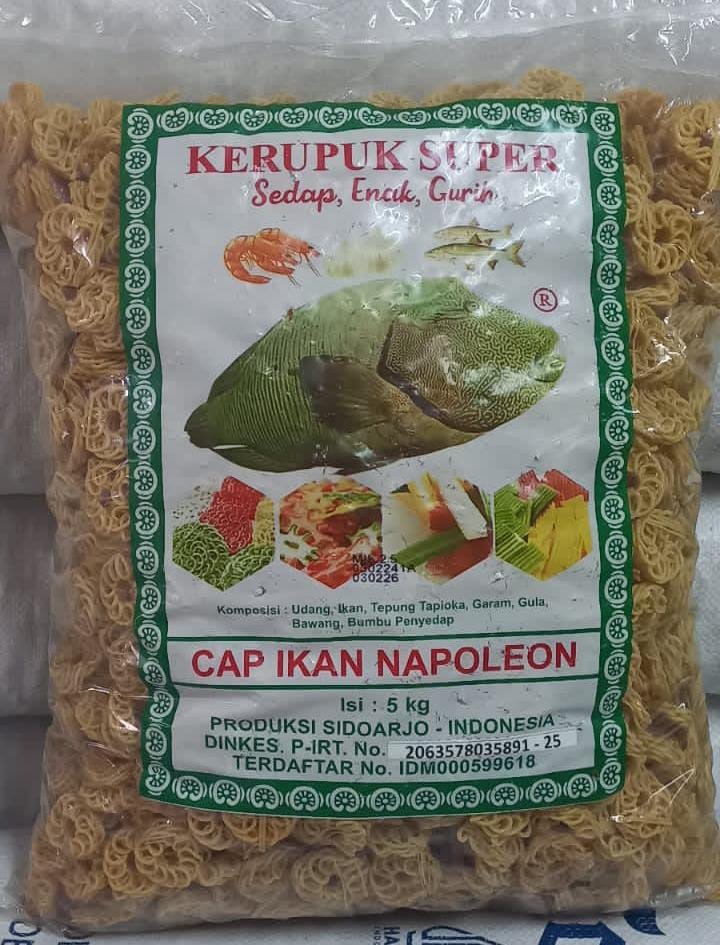 KERUPUK SUPER
Sedap, Enak, Gurih
®
030226
Komposisi : Udang, Ikan, Tepung Tapioka, Garam, Gula,
Bawang, Bumbu Penyedap
CAP IKAN NAPOLEON
Isi : 5 kg
PRODUKSI SIDOARJO - INDONESIA
DINKES. P-IRT. No. 2063578035891 - 25
TERDAFTAR No. IDM000599618